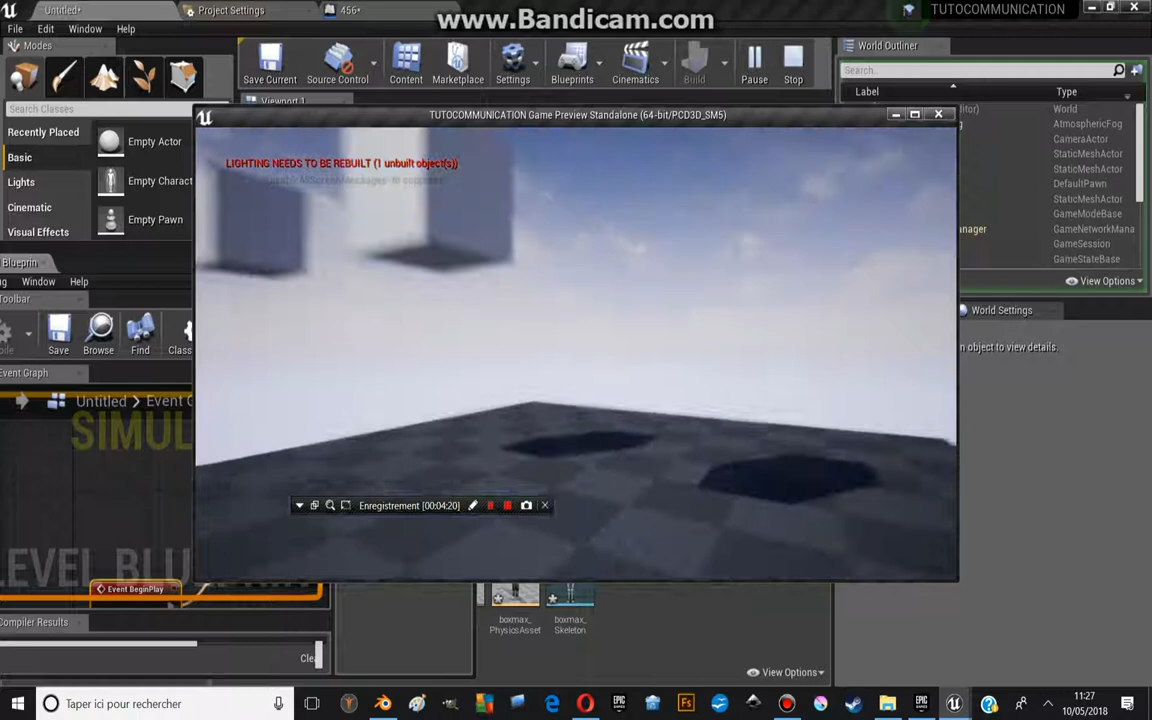 www.Bandicam.com
Untitled*
Project Settings
456*
TUTOCOMMUNICATION
File
Edit
Window
Help
Modes
World Outliner
Save Current
Source Control
Content
Marketplace
Settings
Blueprints
Cinematics
Build
Pause
Stop
Search...
Label
Type
Search Classes
Viewport 1
TUTOCOMMUNICATION Game Preview Standalone (64-bit/PCD3D_SM5)
Recently Placed
Basic
Lights
Cinematic
Visual Effects
Empty Actor
Empty Charact
Empty Pawn
LIGHTING NEEDS TO BE REBUILT (1 unbuilt object(s))
World
AtmosphericFog
CameraActor
StaticMeshActor
StaticMeshActor
DefaultPawn
StaticMeshActor
GameModeBase
anager
GameNetworkMana
GameSession
GameStateBase
View Options
Blueprin
Window
Help
Toolbar
World Settings
Save
Browse
Find
Class
n object to view details.
Event Graph
Untitled > Event G
SIMUL
Enregistrement [00:04:20]
LEVEL BLU
Event BeginPlay
Compiler Results
Clea
boxmax_
PhysicsAsset
boxmax_
Skeleton
View Options
Taper ici pour rechercher
11:27
10/05/2018